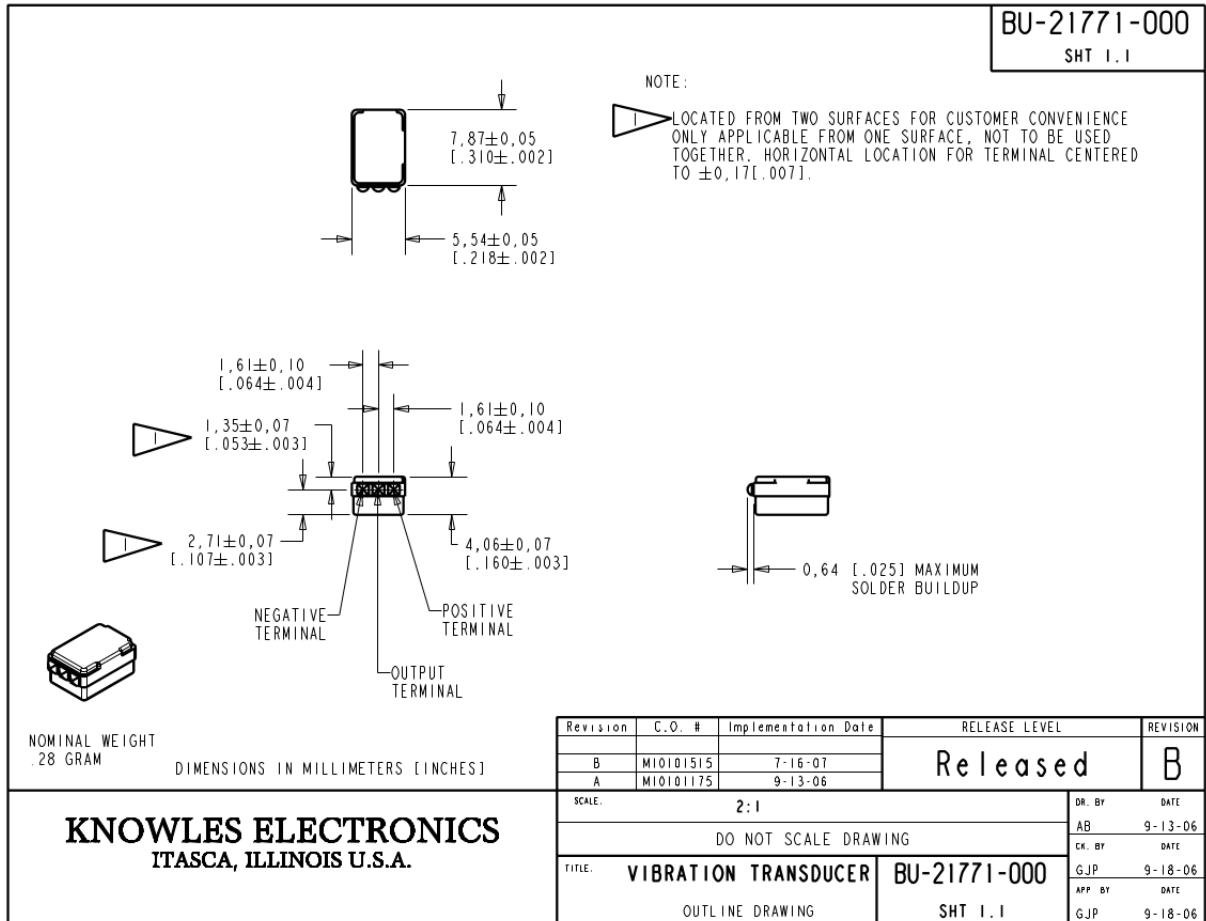 BU-21771-000
SHT 1.1
NOTE:
1
LOCATED FROM TWO SURFACES FOR CUSTOMER CONVENIENCE
ONLY APPLICABLE FROM ONE SURFACE, NOT TO BE USED
TOGETHER. HORIZONTAL LOCATION FOR TERMINAL CENTERED
TO ±0,17[.007].
7,87±0,05
[.310±.002]
5,54±0,05
[.218±.002]
1,61±0,10
[.064±.004]
1,61±0,10
[.064±.004]
1
1,35±0,07
[.053±.003]
1
2,71±0,07
[.107±.003]
4,06±0,07
[.160±.003]
0,64 [.025] MAXIMUM
SOLDER BUILDUP
NEGATIVE
TERMINAL
POSITIVE
TERMINAL
OUTPUT
TERMINAL
NOMINAL WEIGHT
.28 GRAM
DIMENSIONS IN MILLIMETERS [INCHES]
Revision C.O. # Implementation Date
B M10101515 7-16-07
A M10101175 9-13-06
RELEASE LEVEL
Released
REVISION
B
KNOWLES ELECTRONICS
ITASCA, ILLINOIS U.S.A.
SCALE. 2:1
DO NOT SCALE DRAWING
TITLE. VIBRATION TRANSDUCER
OUTLINE DRAWING
BU-21771-000
SHT 1.1
DR. BY DATE
AB 9-13-06
CK. BY DATE
GJP 9-18-06
APP BY DATE
GJP 9-18-06